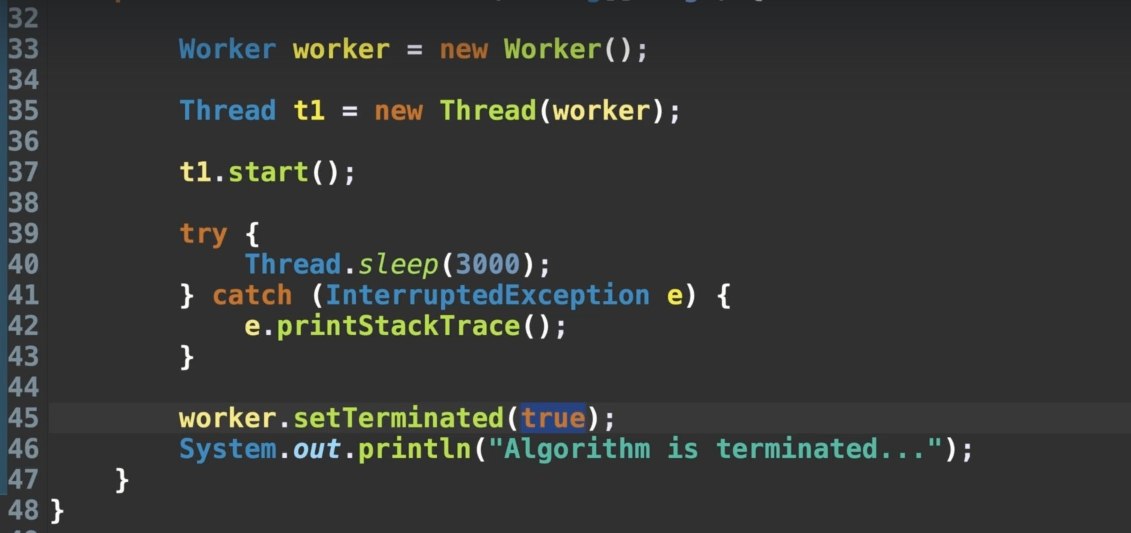 32
33 Worker worker = new Worker();
34
35 Thread t1 = new Thread(worker);
36
37 t1.start();
38
39 try {
40 Thread.sleep(3000);
41 } catch (InterruptedException e) {
42 e.printStackTrace();
43 }
44
45 worker.setTerminated(true);
46 System.out.println("Algorithm is terminated...");
47 }
48 }